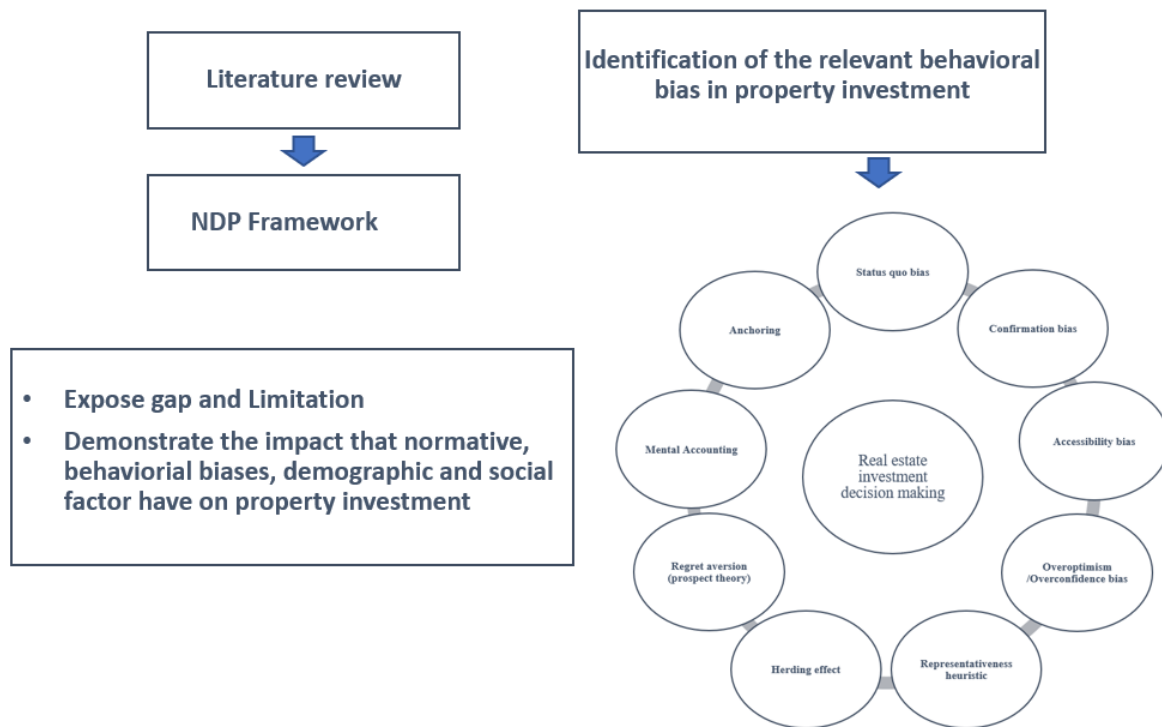 Literature review
NDP Framework
• Expose gap and Limitation
• Demonstrate the impact that normative,
behaviorial biases, demographic and social
factor have on property investment
Identification of the relevant behavioral
bias in property investment
Status quo bias
Confirmation bias
Accessibility bias
Overoptimism
/Overconfidence bias
Representativeness
heuristic
Herding effect
Regret aversion
(prospect theory)
Mental Accounting
Anchoring
Real estate
investment
decision making